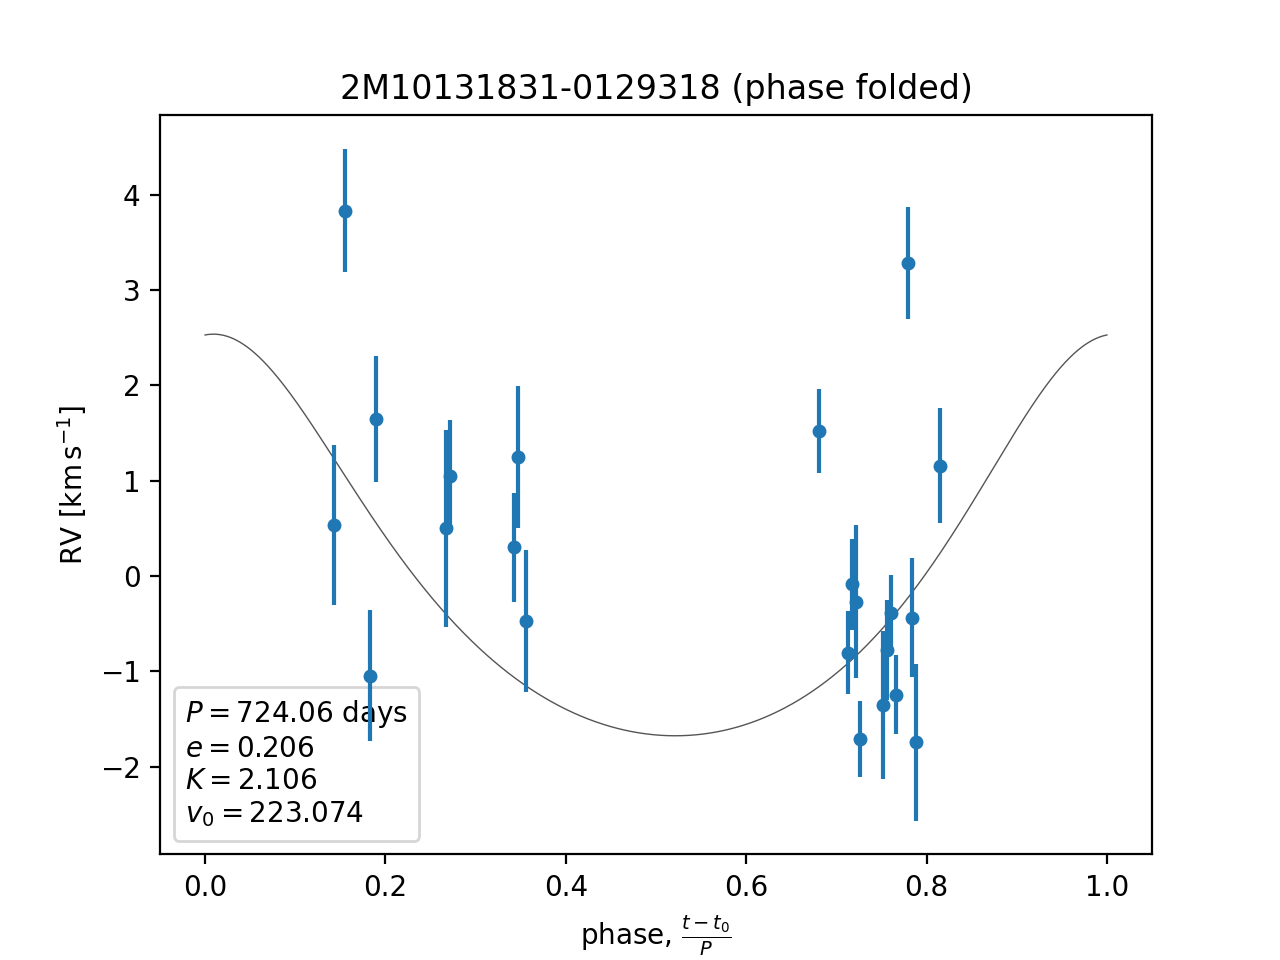 2M10131831-0129318 (phase folded)
RV [km s⁻¹]
4
3
2
1
0
−1
−2
P = 724.06 days
e = 0.206
K = 2.106
v₀ = 223.074
0.0 0.2 0.4 0.6 0.8 1.0
phase, (t − t₀)/P